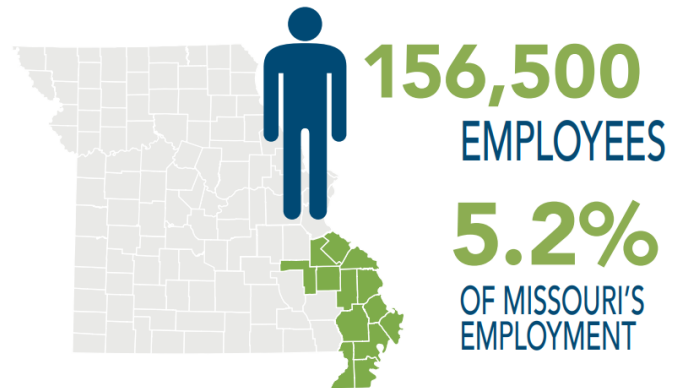 156,500
EMPLOYEES
5.2%
OF MISSOURI'S
EMPLOYMENT